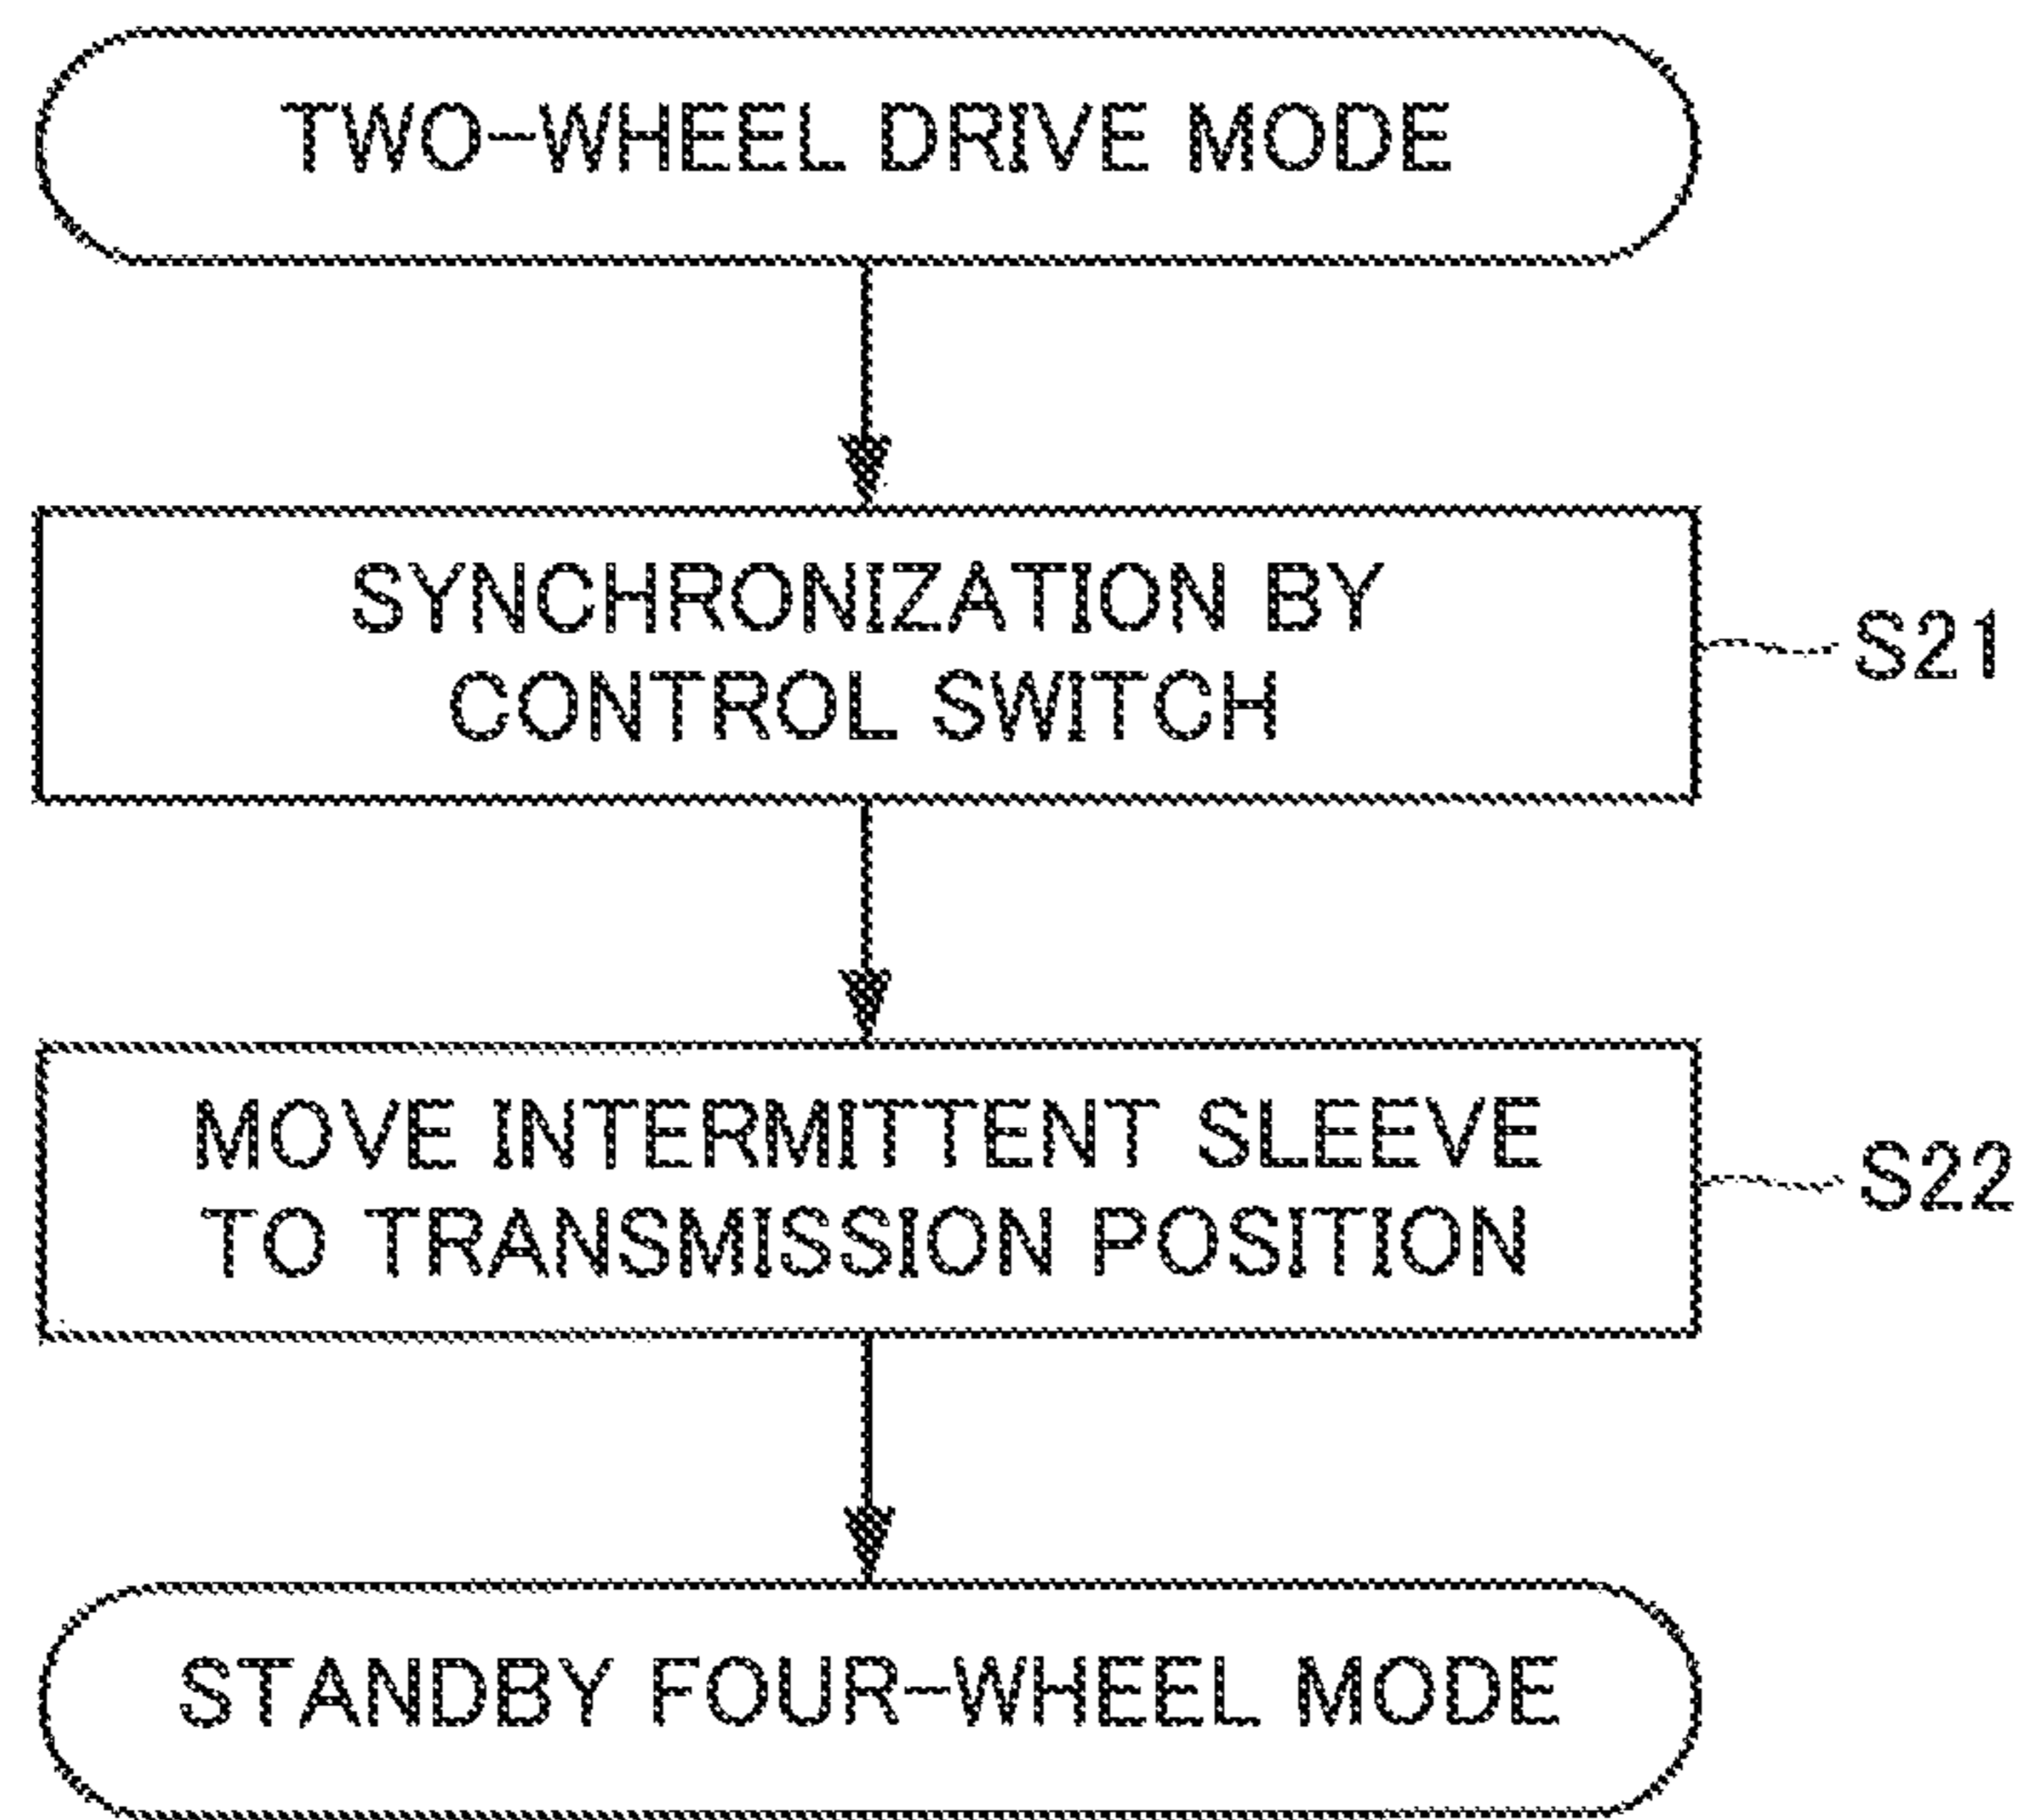 TWO-WHEEL DRIVE MODE
SYNCHRONIZATION BY
CONTROL SWITCH
S21
MOVE INTERMITTENT SLEEVE
TO TRANSMISSION POSITION
S22
STANDBY FOUR-WHEEL MODE